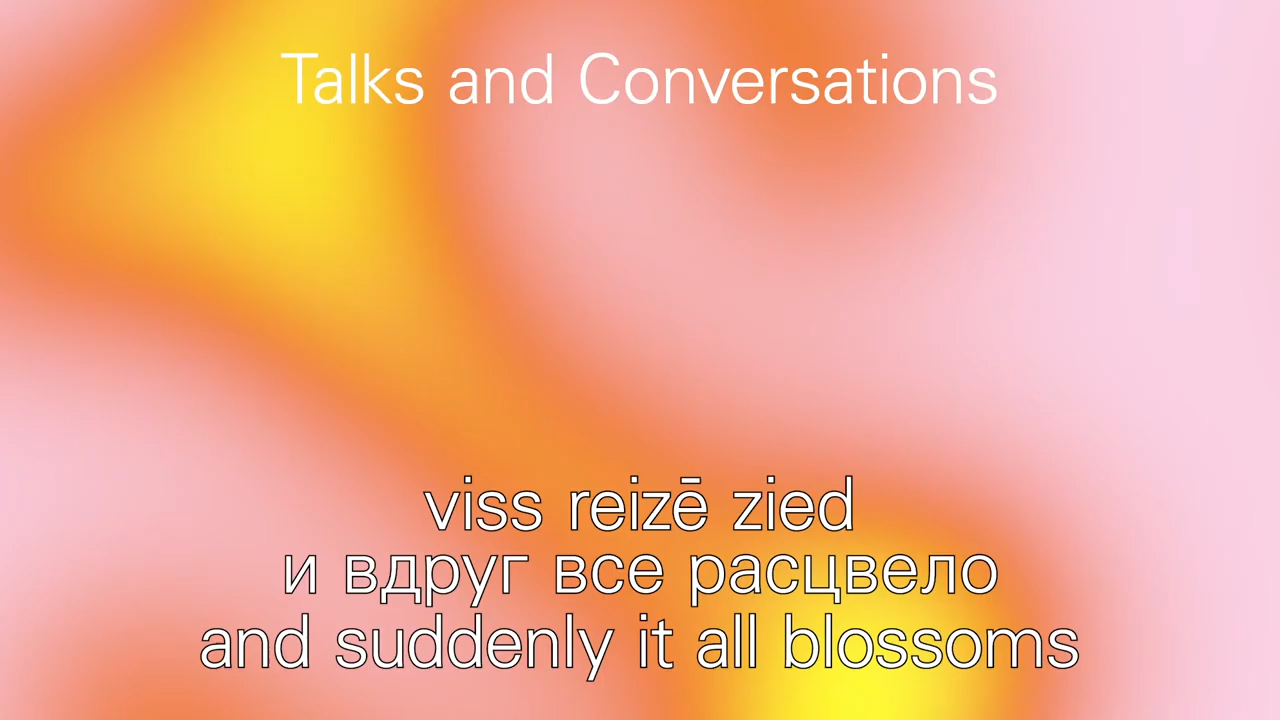 Talks and Conversations
viss reizē zied
и вдруг все расцвело
and suddenly it all blossoms